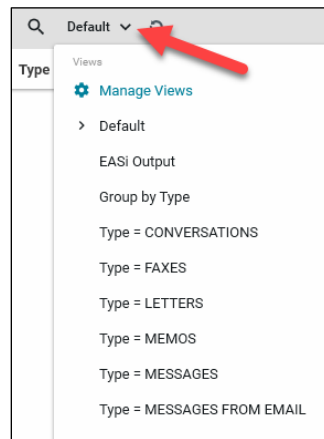 Default
Type
Views
Manage Views
Default
EASi Output
Group by Type
Type = CONVERSATIONS
Type = FAXES
Type = LETTERS
Type = MEMOS
Type = MESSAGES
Type = MESSAGES FROM EMAIL